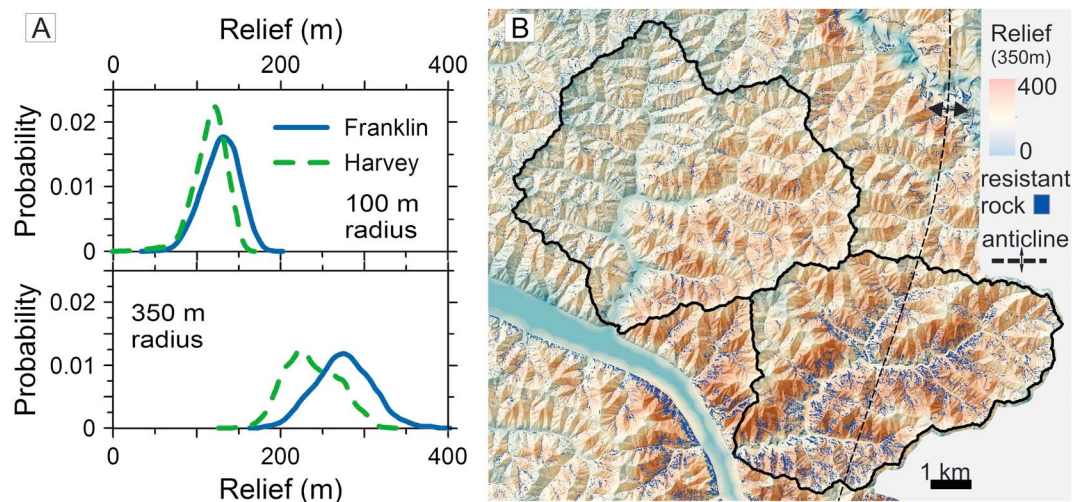 A
Relief (m)
0 200 400
Probability
0.02
0.01
0
Franklin
Harvey
100 m
radius
Probability
0.02
0.01
0
350 m
radius
0 200 400
Relief (m)
B
1 km
Relief
(350m)
400
0
resistant
rock
anticline